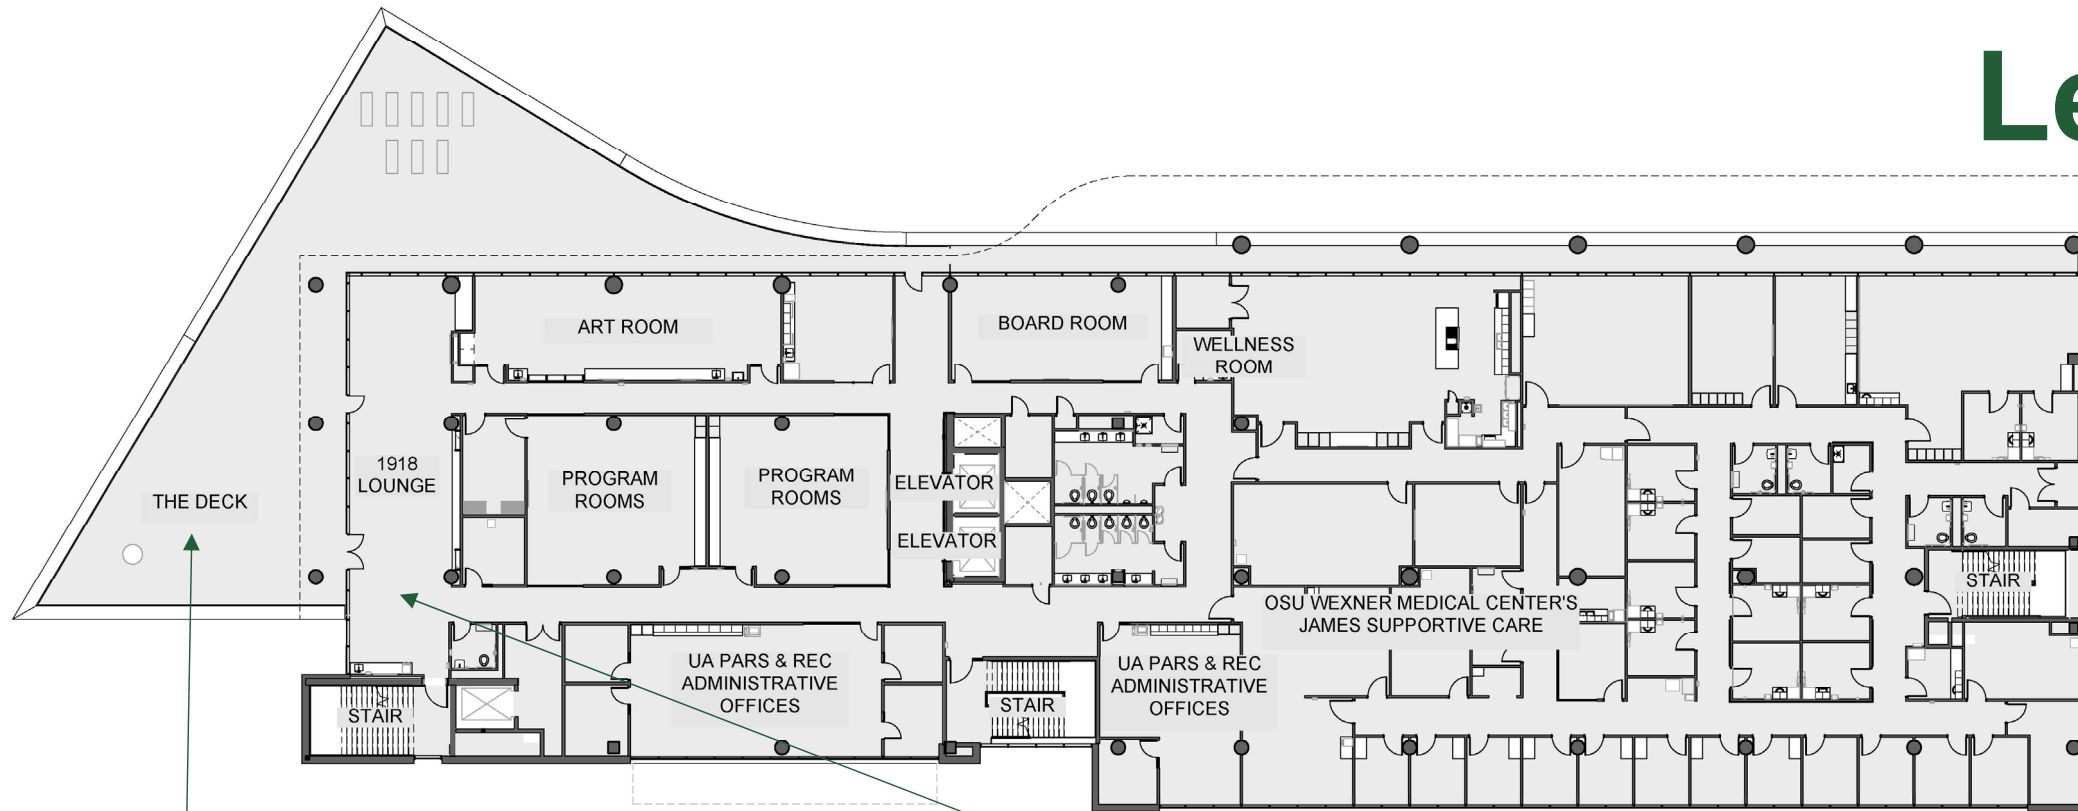 Le
ART ROOM
BOARD ROOM
WELLNESS
ROOM
1918
LOUNGE
PROGRAM
ROOMS
PROGRAM
ROOMS
ELEVATOR
THE DECK
ELEVATOR
STAIR
OSU WEXNER MEDICAL CENTER'S
JAMES SUPPORTIVE CARE
UA PARS & REC
ADMINISTRATIVE
OFFICES
UA PARS & REC
ADMINISTRATIVE
OFFICES
STAIR
STAIR